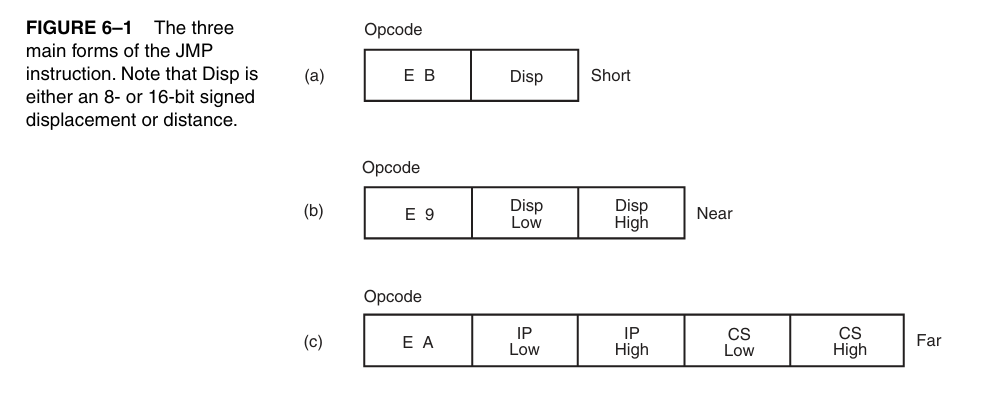 FIGURE 6–1 The three
main forms of the JMP
instruction. Note that Disp is
either an 8- or 16-bit signed
displacement or distance.
Opcode
(a)
E B
Disp
Short
Opcode
(b)
E 9
Disp
Low
Disp
High
Near
Opcode
(c)
E A
IP
Low
IP
High
CS
Low
CS
High
Far